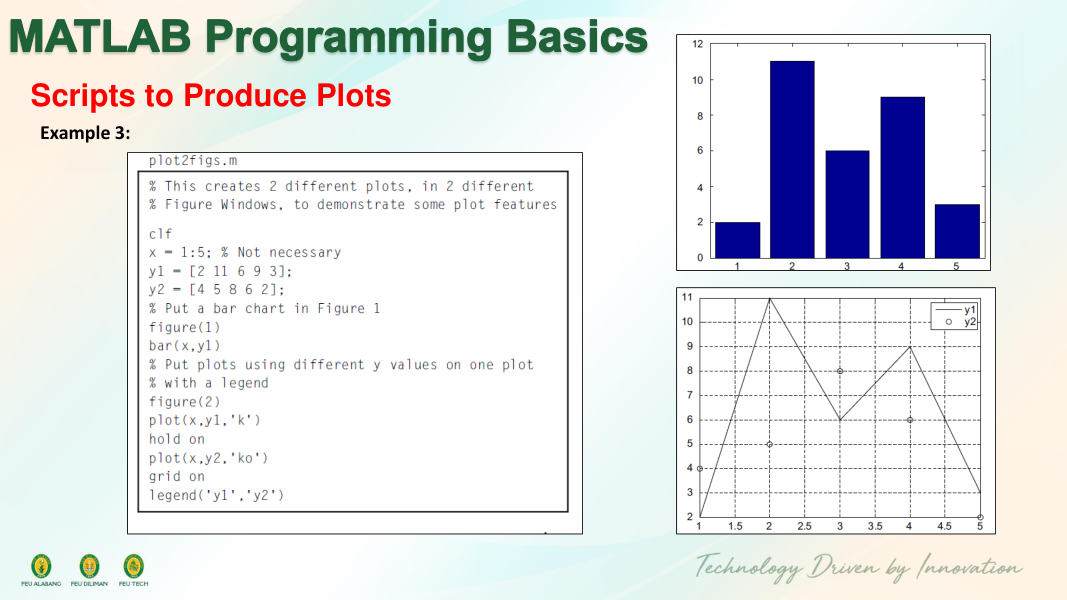 MATLAB Programming Basics
Scripts to Produce Plots
Example 3:
plot2figs.m
% This creates 2 different plots, in 2 different
% Figure Windows, to demonstrate some plot features
clf
x = 1:5; % Not necessary
y1 = [2 11 6 9 3];
y2 = [4 5 8 6 2];
% Put a bar chart in Figure 1
figure(1)
bar(x,y1)
% Put plots using different y values on one plot
% with a legend
figure(2)
plot(x,y1,'k')
hold on
plot(x,y2,'ko')
grid on
legend('y1','y2')
12
10
8
6
4
2
0
1 2 3 4 5
11
10
9
8
7
6
5
4
3
2
1 1.5 2 2.5 3 3.5 4 4.5 5
y1
y2
FEU ALABANG FEU DILIMAN FEU TECH
Technology Driven by Innovation